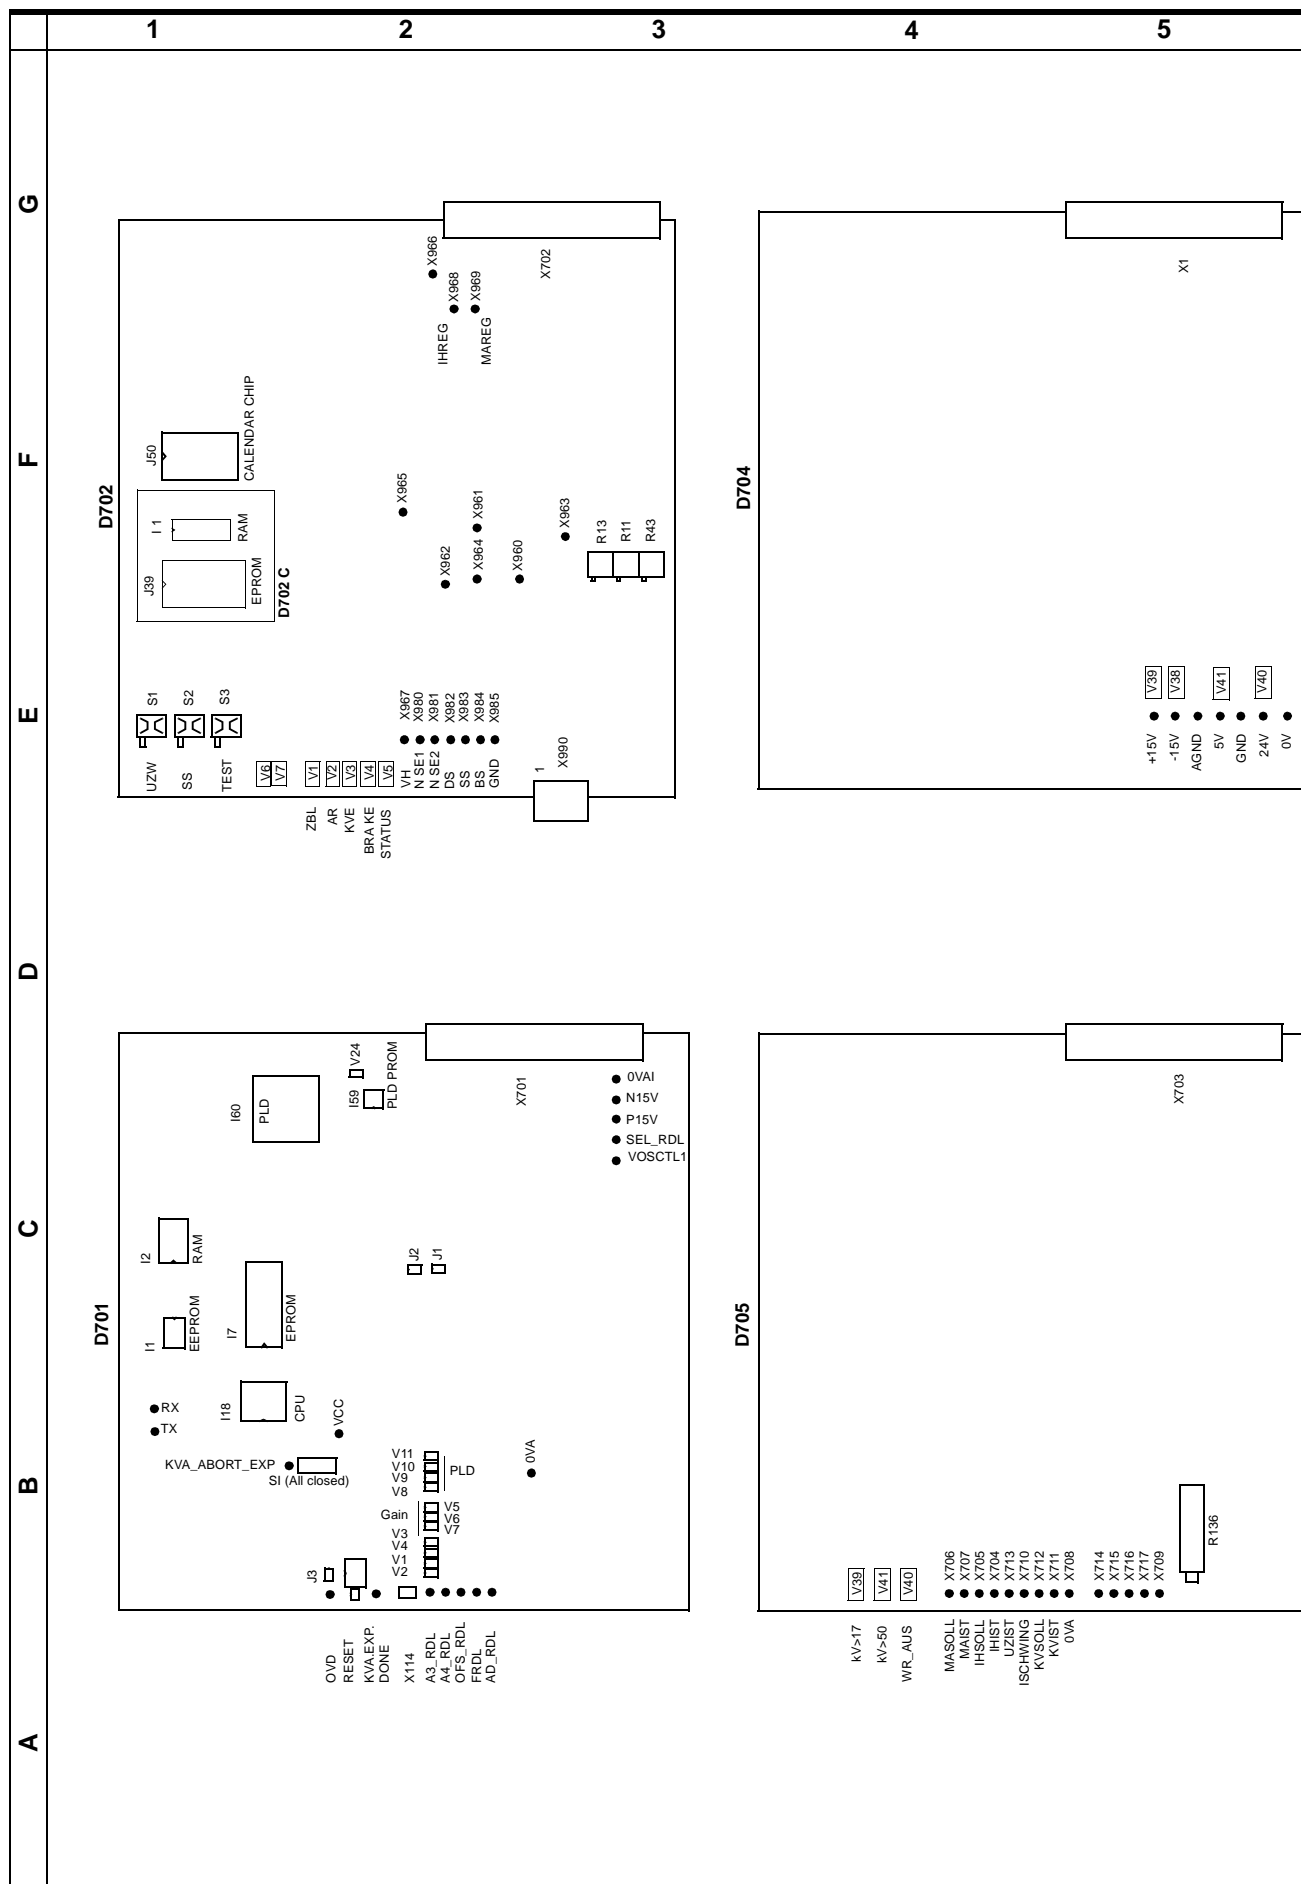 1 2 3 4 5
G
F
E
D
C
B
A
D702
X966
X968
X969
IHREG
MAREG
X702
J50
CALENDAR CHIP
I 1
RAM
J39
EPROM
D702 C
X965
X961
X962
X964
X960
X963
R13
R11
R43
S1
S2
S3
UZW
SS
TEST
V6
V7
V1
V2
V3
V4
V5
ZBL
AR
KVE
BRA KE
STATUS
X967
X980
X981
X982
X983
X984
X985
VH
N SE1
N SE2
DS
SS
BS
GND
1
X990
D704
X1
V39
V38
V41
V40
+15V
-15V
AGND
5V
GND
24V
0V
D701
I60
PLD
V24
I59
PLD PROM
X701
0VAI
N15V
P15V
SEL_RDL
VOSCTL1
I2
RAM
I1
EEPROM
I7
EPROM
J2
J1
RX
TX
I18
CPU
VCC
KVA_ABORT_EXP
SI (All closed)
V11
V10
V9
V8
PLD
Gain
V5
V6
V7
V3
V4
V1
V2
0VA
J3
OVD
RESET
KVA.EXP.
DONE
X114
A3_RDL
A4_RDL
OFS_RDL
FRDL
AD_RDL
D705
X703
R136
V39
V41
V40
kV>17
kV>50
WR_AUS
X706
X707
X705
X704
X713
X710
X712
X711
X708
X714
X715
X716
X717
X709
MASOLL
MAIST
IHSOLL
IHIST
UZIST
ISCHWING
KVSOLL
KVIST
0VA